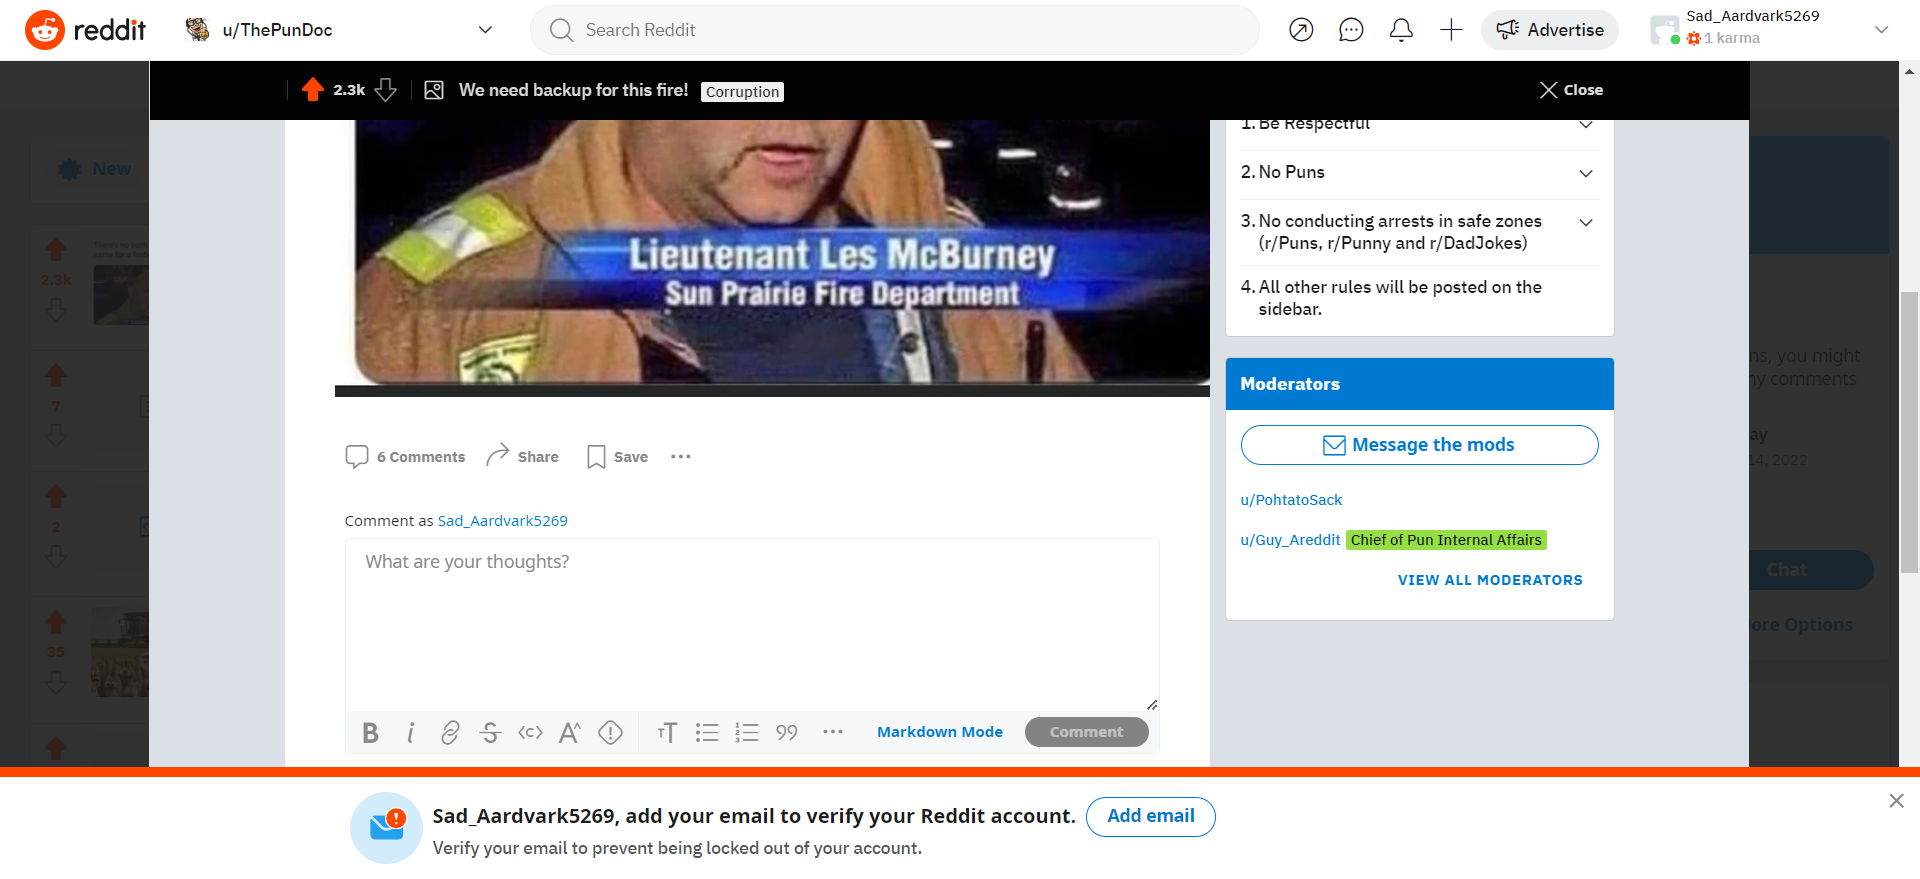 reddit
u/ThePunDoc
Search Reddit
Advertise
Sad_Aardvark5269
1 karma
2.3k
We need backup for this fire!
Corruption
Close
New
2.3k
7
2
35
Lieutenant Les McBurney
Sun Prairie Fire Department
6 Comments
Share
Save
Comment as Sad_Aardvark5269
What are your thoughts?
Markdown Mode
Comment
1. Be Respectful
2. No Puns
3. No conducting arrests in safe zones
(r/Puns, r/Punny and r/DadJokes)
4. All other rules will be posted on the
sidebar.
Moderators
Message the mods
u/PohtatoSack
u/Guy_Areddit Chief of Pun Internal Affairs
VIEW ALL MODERATORS
ns, you might
y comments
ay
14, 2022
Chat
ore Options
Sad_Aardvark5269, add your email to verify your Reddit account.
Add email
Verify your email to prevent being locked out of your account.